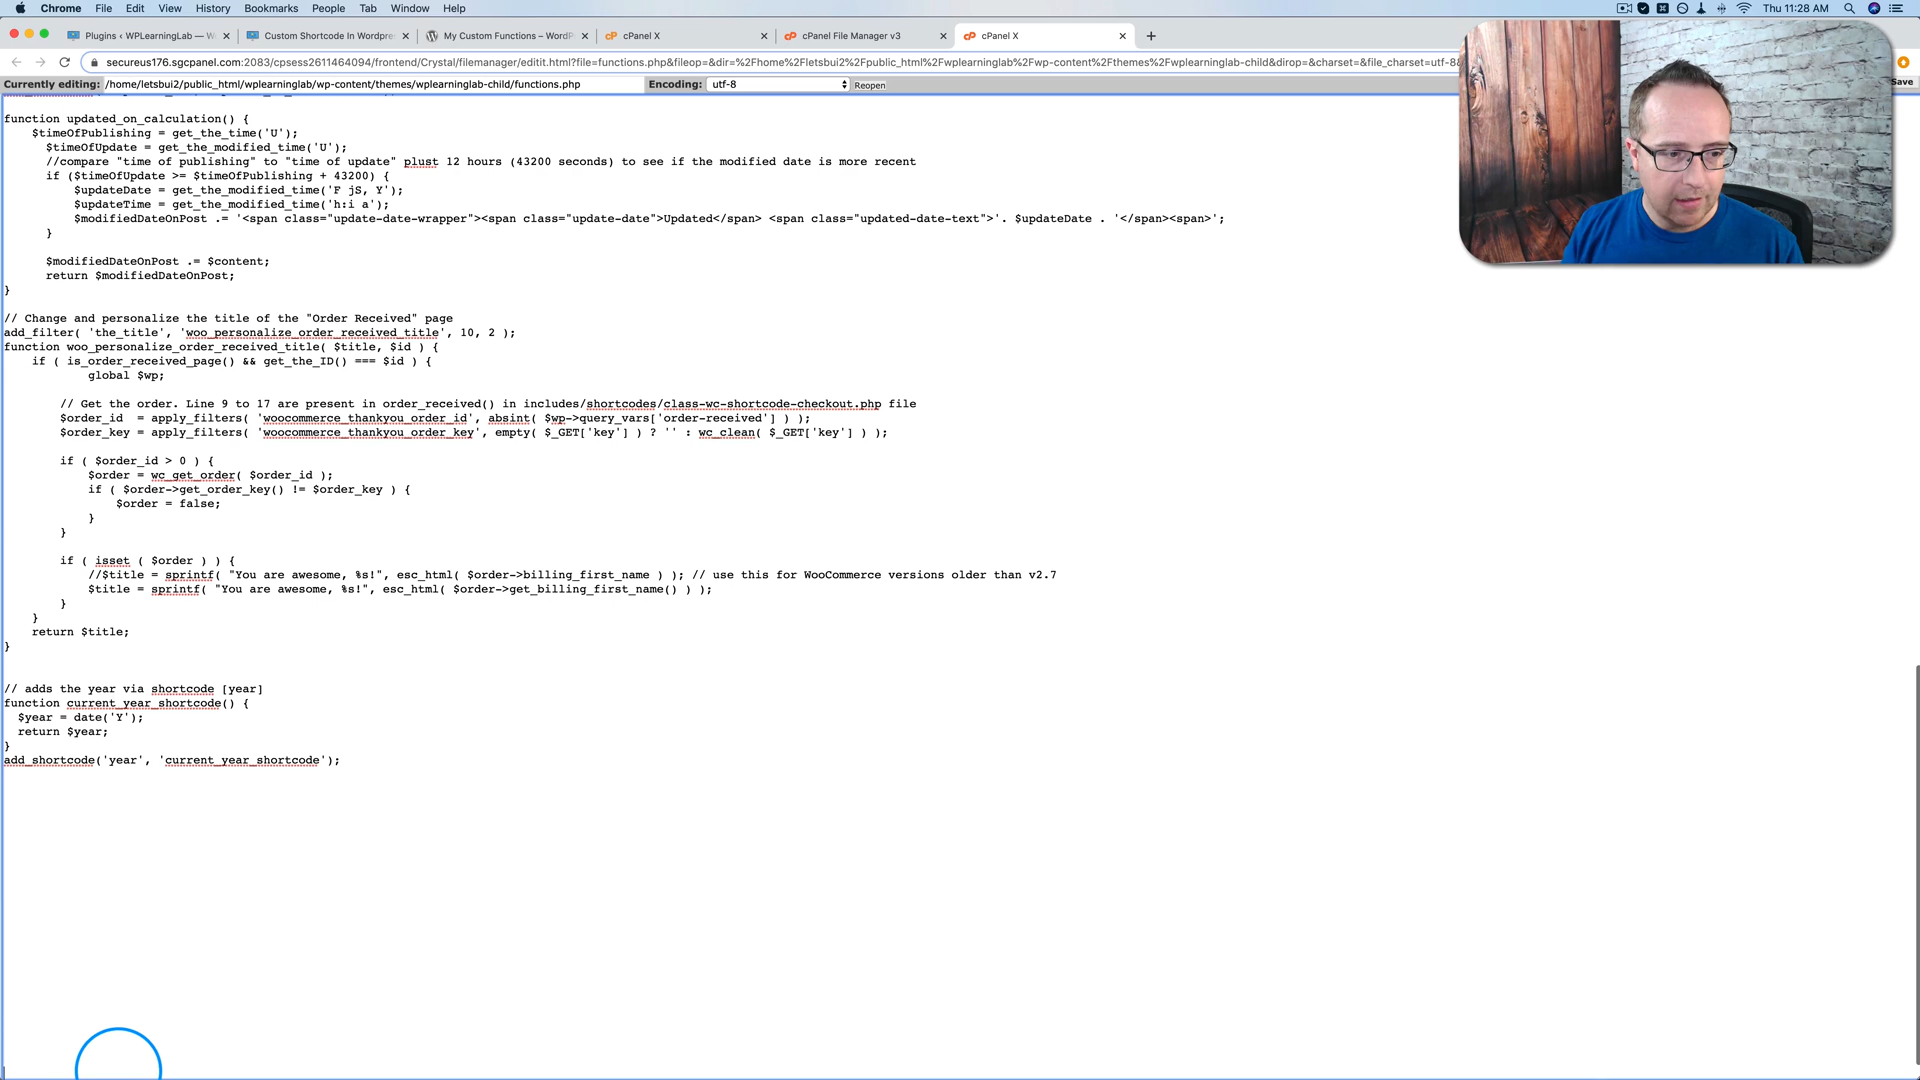 Chrome File Edit View History Bookmarks People Tab Window Help Thu 11:28 AM
Plugins ‹ WPLearningLab — W Custom Shortcode In Wordpre My Custom Functions – WordP cPanel X cPanel File Manager v3 cPanel X
secureus176.sgcpanel.com:2083/cpsess2611464094/frontend/Crystal/filemanager/editit.html?file=functions.php&fileop=&dir=%2Fhome%2Fletsbui2%2Fpublic_html%2Fwplearninglab%2Fwp-content%2Fthemes%2Fwplearninglab-child&dirop=&charset=&file_charset=utf-8&
Currently editing: /home/letsbui2/public_html/wplearninglab/wp-content/themes/wplearninglab-child/functions.php Encoding: utf-8 Reopen Save
function updated_on_calculation() {
$timeOfPublishing = get_the_time('U');
$timeOfUpdate = get_the_modified_time('U');
//compare "time of publishing" to "time of update" plust 12 hours (43200 seconds) to see if the modified date is more recent
if ($timeOfUpdate >= $timeOfPublishing + 43200) {
$updateDate = get_the_modified_time('F jS, Y');
$updateTime = get_the_modified_time('h:i a');
$modifiedDateOnPost .= '<span class="update-date-wrapper"><span class="update-date">Updated</span> <span class="updated-date-text">'. $updateDate . '</span><span>';
}
$modifiedDateOnPost .= $content;
return $modifiedDateOnPost;
}
// Change and personalize the title of the "Order Received" page
add_filter( 'the_title', 'woo_personalize_order_received_title', 10, 2 );
function woo_personalize_order_received_title( $title, $id ) {
if ( is_order_received_page() && get_the_ID() === $id ) {
global $wp;
// Get the order. Line 9 to 17 are present in order_received() in includes/shortcodes/class-wc-shortcode-checkout.php file
$order_id  = apply_filters( 'woocommerce_thankyou_order_id', absint( $wp->query_vars['order-received'] ) );
$order_key = apply_filters( 'woocommerce_thankyou_order_key', empty( $_GET['key'] ) ? '' : wc_clean( $_GET['key'] ) );
if ( $order_id > 0 ) {
$order = wc_get_order( $order_id );
if ( $order->get_order_key() != $order_key ) {
$order = false;
}
}
if ( isset ( $order ) ) {
//$title = sprintf( "You are awesome, %s!", esc_html( $order->billing_first_name ) ); // use this for WooCommerce versions older than v2.7
$title = sprintf( "You are awesome, %s!", esc_html( $order->get_billing_first_name() ) );
}
}
return $title;
}
// adds the year via shortcode [year]
function current_year_shortcode() {
$year = date('Y');
return $year;
}
add_shortcode('year', 'current_year_shortcode');